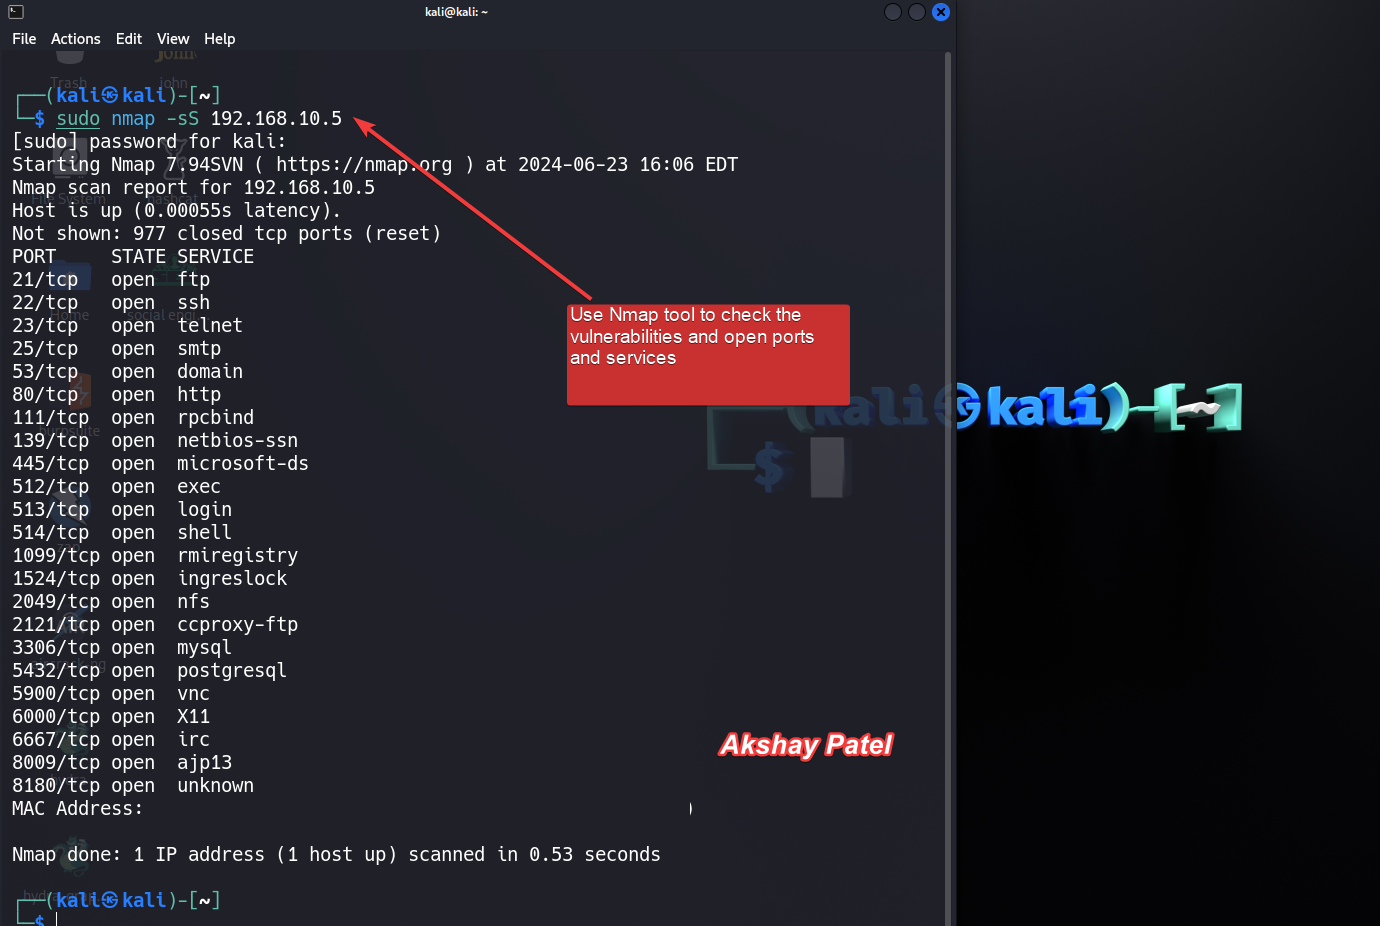 kali@kali: ~
File Actions Edit View Help
Trash john
┌──(kali㉿kali)-[~]
└─$ sudo nmap -sS 192.168.10.5
[sudo] password for kali:
Starting Nmap 7.94SVN ( https://nmap.org ) at 2024-06-23 16:06 EDT
Nmap scan report for 192.168.10.5
File System hashcat
Host is up (0.00055s latency).
Not shown: 977 closed tcp ports (reset)
PORT STATE SERVICE
21/tcp open ftp
22/tcp open ssh
Home social engi...
23/tcp open telnet
25/tcp open smtp
53/tcp open domain
80/tcp open http
111/tcp open rpcbind
burpsuite
139/tcp open netbios-ssn
445/tcp open microsoft-ds
512/tcp open exec
513/tcp open login
514/tcp open shell
1099/tcp open rmiregistry
1524/tcp open ingreslock
2049/tcp open nfs
2121/tcp open ccproxy-ftp
3306/tcp open mysql
5432/tcp open postgresql
5900/tcp open vnc
6000/tcp open X11
6667/tcp open irc
8009/tcp open ajp13
8180/tcp open unknown
MAC Address: )
Nmap done: 1 IP address (1 host up) scanned in 0.53 seconds
┌──(kali㉿kali)-[~]
└─$
Use Nmap tool to check the
vulnerabilities and open ports
and services
(kali㉿kali)-[~]
$
Akshay Patel